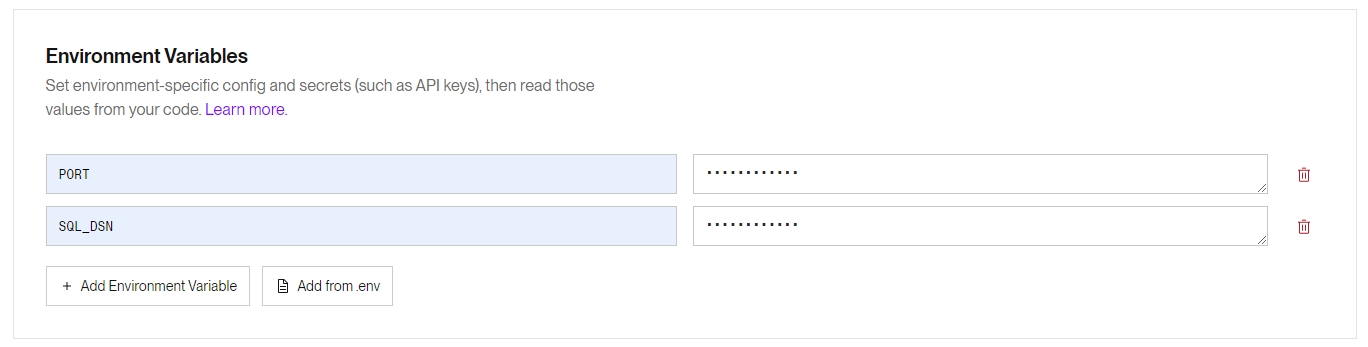 Environment Variables
Set environment-specific config and secrets (such as API keys), then read those
values from your code. Learn more.
PORT ············
SQL_DSN ············
+ Add Environment Variable Add from .env